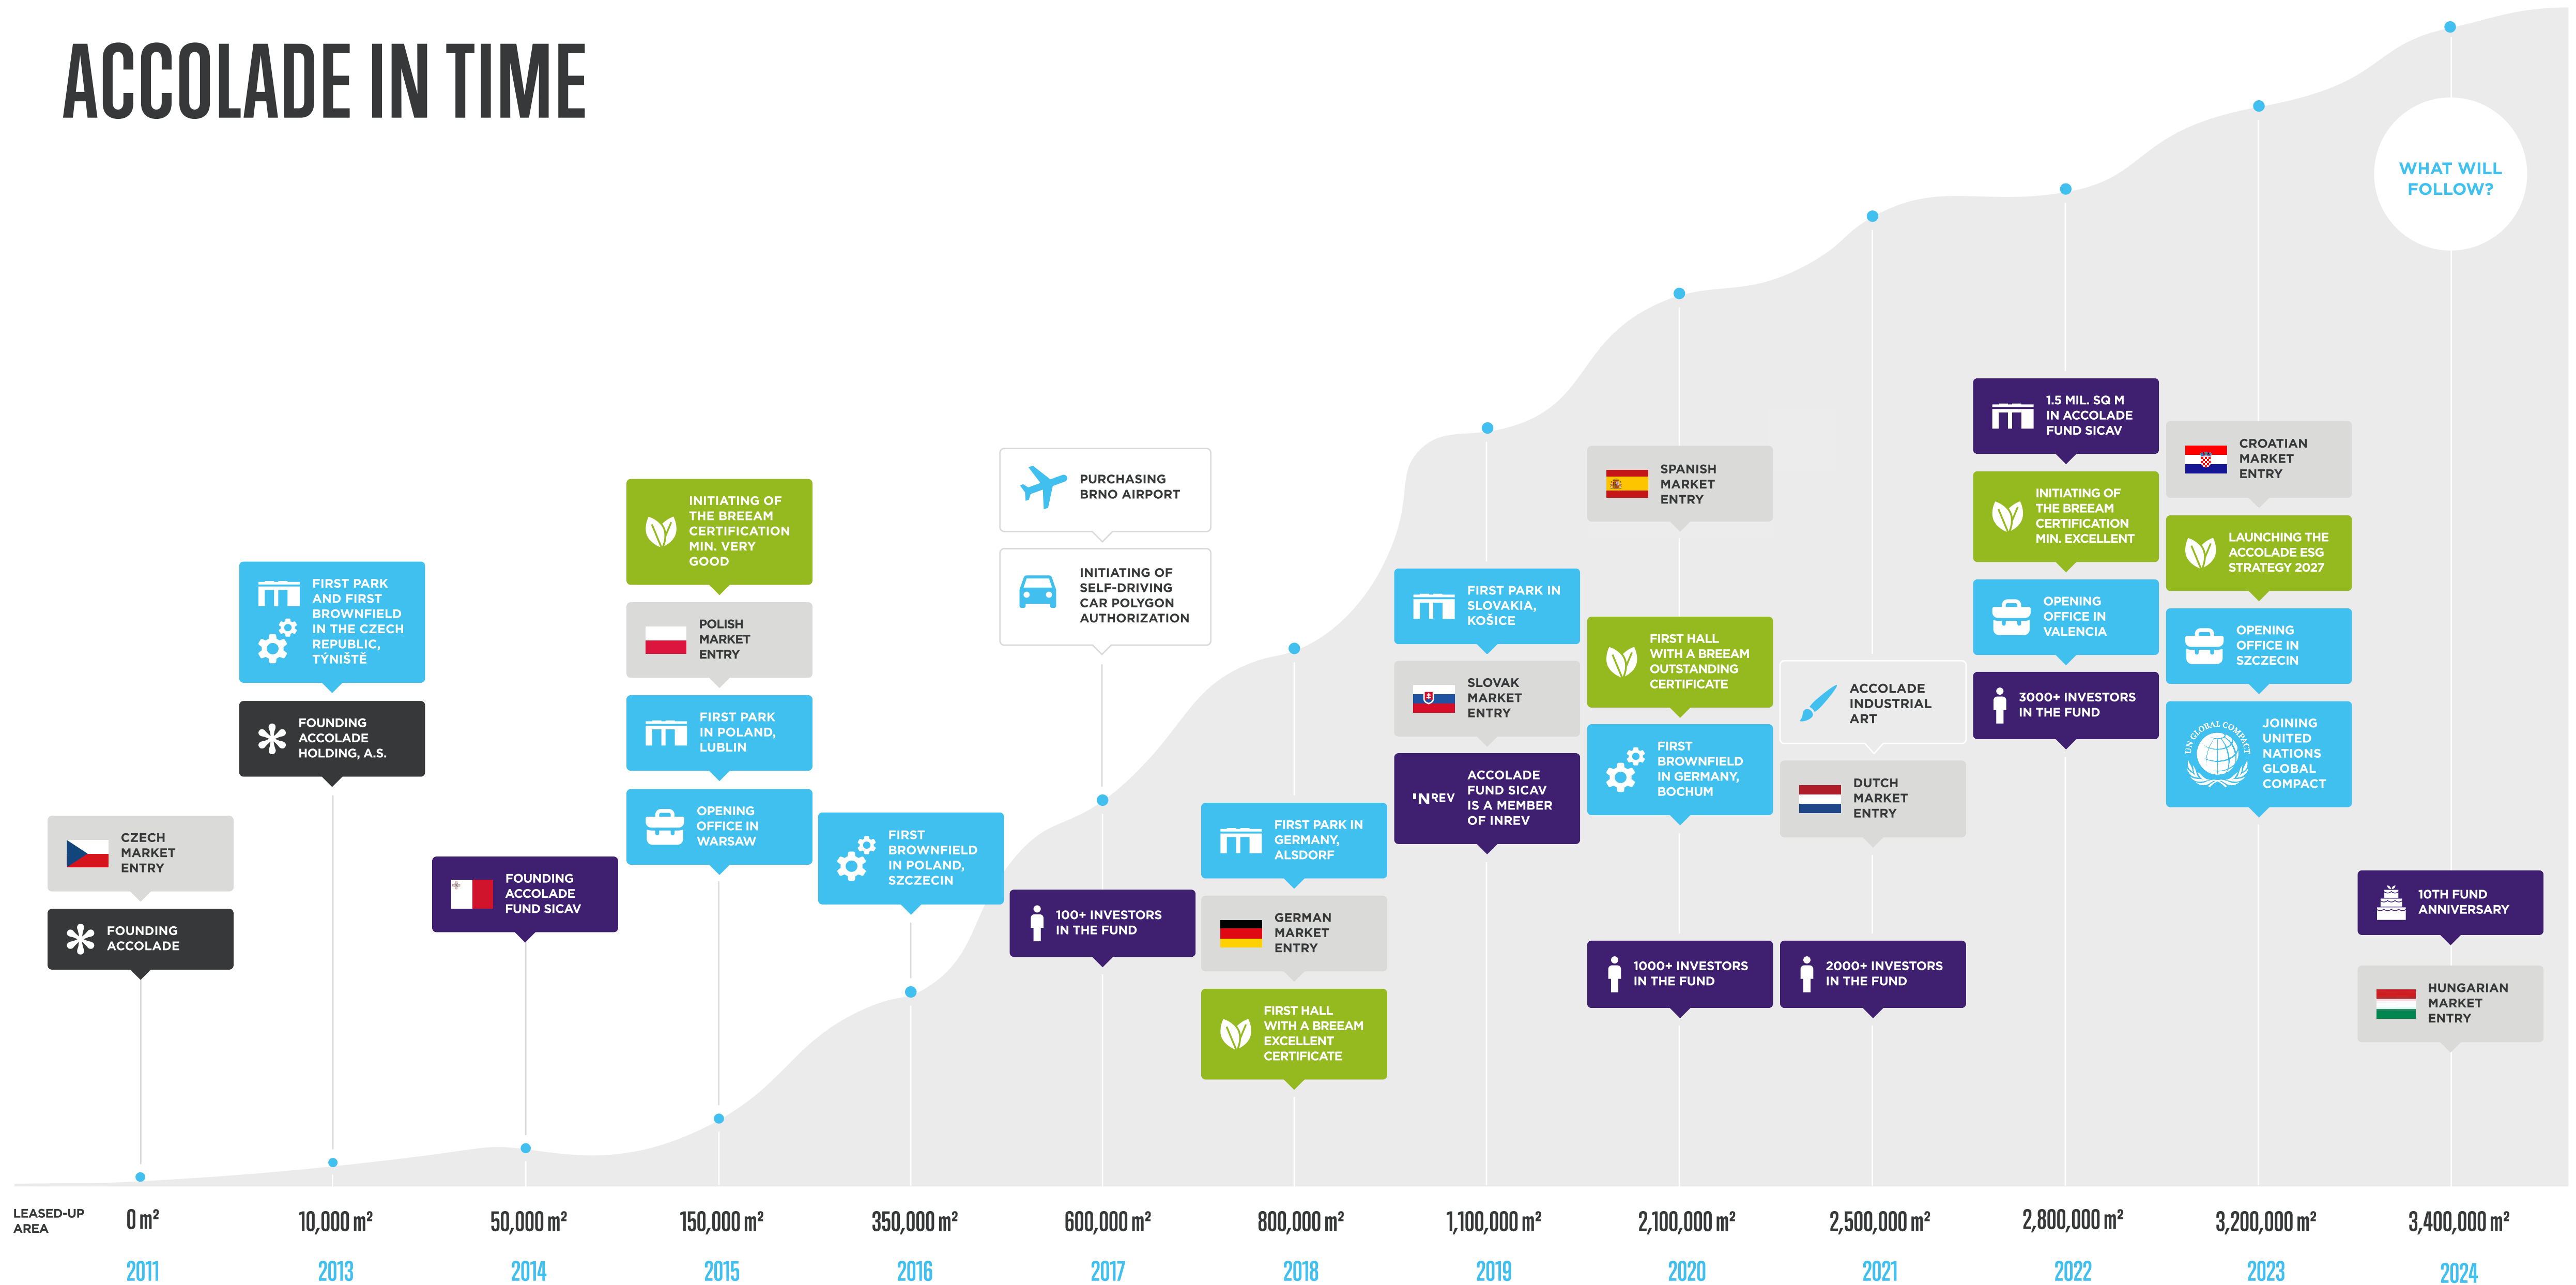 ACCOLADE IN TIME
WHAT WILL
FOLLOW?
CZECH
MARKET
ENTRY
FOUNDING
ACCOLADE
FIRST PARK
AND FIRST
BROWNFIELD
IN THE CZECH
REPUBLIC,
TÝNIŠTĚ
FOUNDING
ACCOLADE
HOLDING, A.S.
FOUNDING
ACCOLADE
FUND SICAV
INITIATING OF
THE BREEAM
CERTIFICATION
MIN. VERY
GOOD
POLISH
MARKET
ENTRY
FIRST PARK
IN POLAND,
LUBLIN
OPENING
OFFICE IN
WARSAW
FIRST
BROWNFIELD
IN POLAND,
SZCZECIN
PURCHASING
BRNO AIRPORT
INITIATING OF
SELF-DRIVING
CAR POLYGON
AUTHORIZATION
100+ INVESTORS
IN THE FUND
FIRST PARK IN
GERMANY,
ALSDORF
GERMAN
MARKET
ENTRY
FIRST HALL
WITH A BREEAM
EXCELLENT
CERTIFICATE
FIRST PARK IN
SLOVAKIA,
KOŠICE
SLOVAK
MARKET
ENTRY
INREV
ACCOLADE
FUND SICAV
IS A MEMBER
OF INREV
SPANISH
MARKET
ENTRY
FIRST HALL
WITH A BREEAM
OUTSTANDING
CERTIFICATE
FIRST
BROWNFIELD
IN GERMANY,
BOCHUM
1000+ INVESTORS
IN THE FUND
ACCOLADE
INDUSTRIAL
ART
DUTCH
MARKET
ENTRY
2000+ INVESTORS
IN THE FUND
1.5 MIL. SQ M
IN ACCOLADE
FUND SICAV
INITIATING OF
THE BREEAM
CERTIFICATION
MIN. EXCELLENT
OPENING
OFFICE IN
VALENCIA
3000+ INVESTORS
IN THE FUND
CROATIAN
MARKET
ENTRY
LAUNCHING THE
ACCOLADE ESG
STRATEGY 2027
OPENING
OFFICE IN
SZCZECIN
UN GLOBAL COMPACT
JOINING
UNITED
NATIONS
GLOBAL
COMPACT
10TH FUND
ANNIVERSARY
HUNGARIAN
MARKET
ENTRY
LEASED-UP
AREA
0 m² 10,000 m² 50,000 m² 150,000 m² 350,000 m² 600,000 m² 800,000 m² 1,100,000 m² 2,100,000 m² 2,500,000 m² 2,800,000 m² 3,200,000 m² 3,400,000 m²
2011 2013 2014 2015 2016 2017 2018 2019 2020 2021 2022 2023 2024